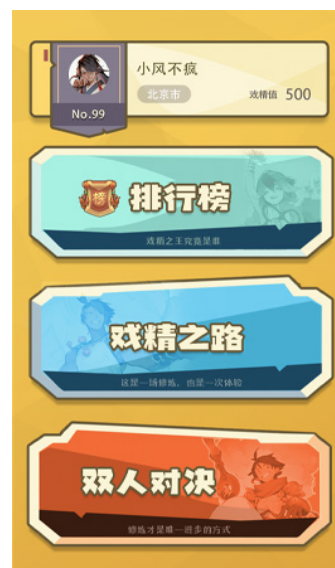 小风不疯
北京市
戏精值 500
No.99
榜 排行榜
戏精之王究竟是谁
戏精之路
这是一场修炼，也是一次体验
双人对决
修炼才是唯一进步的方式